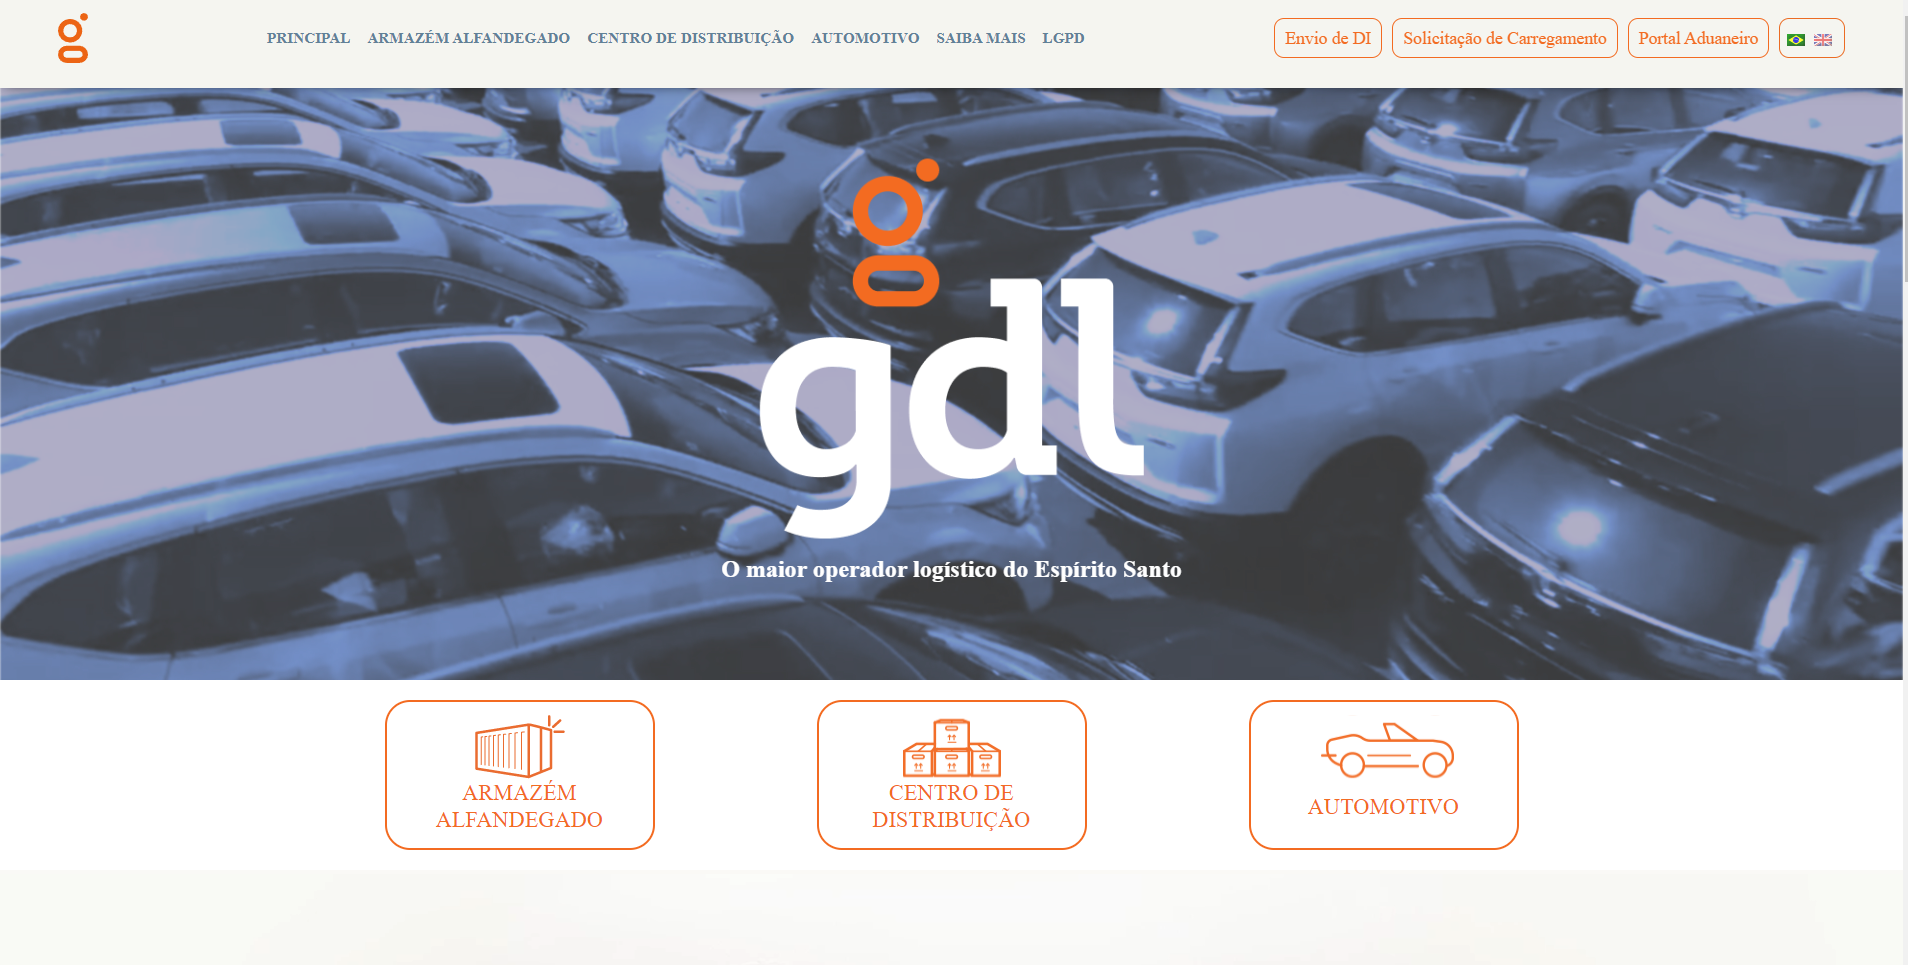 PRINCIPAL ARMAZÉM ALFANDEGADO CENTRO DE DISTRIBUIÇÃO AUTOMOTIVO SAIBA MAIS LGPD Envio de DI Solicitação de Carregamento Portal Aduaneiro
gdl
O maior operador logístico do Espírito Santo
ARMAZÉM
ALFANDEGADO
CENTRO DE
DISTRIBUIÇÃO
AUTOMOTIVO